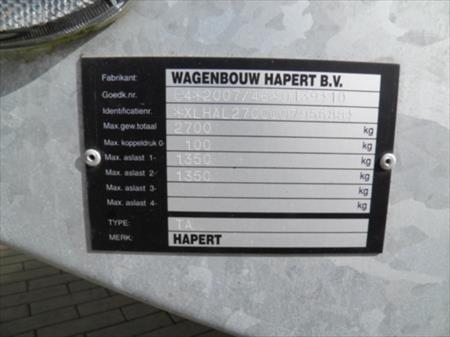 Fabrikant: WAGENBOUW HAPERT B.V.
Goedk.nr.
Identificatienr.
Max.gew.totaal 2700 kg
Max. koppeldruk 0- 100 kg
Max. aslast 1- 1350 kg
Max. aslast 2- 1350 kg
Max. aslast 3- kg
Max. aslast 4- kg
TYPE: TA
MERK: HAPERT